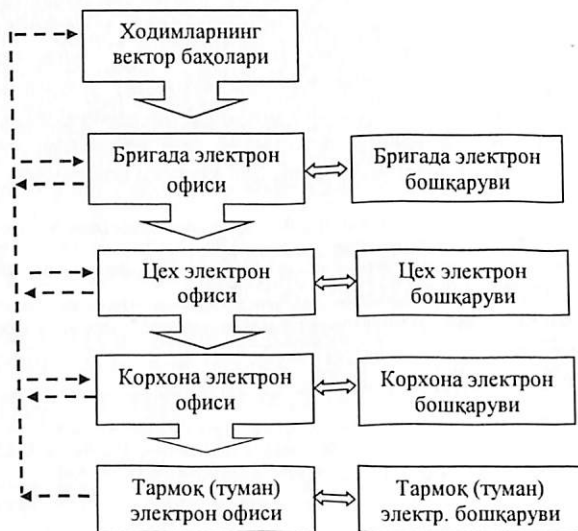 Ходимларнинг
вектор баҳолари
Бригада электрон
офиси
Бригада электрон
бошқаруви
Цех электрон
офиси
Цех электрон
бошқаруви
Корхона электрон
офиси
Корхона электрон
бошқаруви
Тармоқ (туман)
электрон офиси
Тармоқ (туман)
электр. бошқаруви